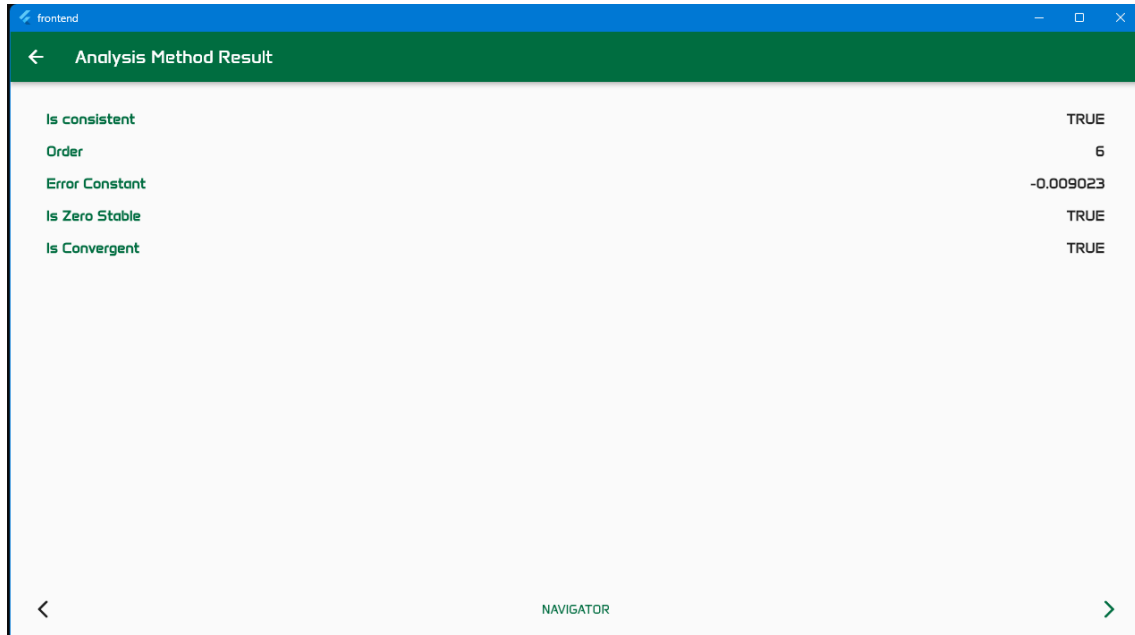 frontend
Analysis Method Result
Is consistent TRUE
Order 6
Error Constant -0.009023
Is Zero Stable TRUE
Is Convergent TRUE
NAVIGATOR